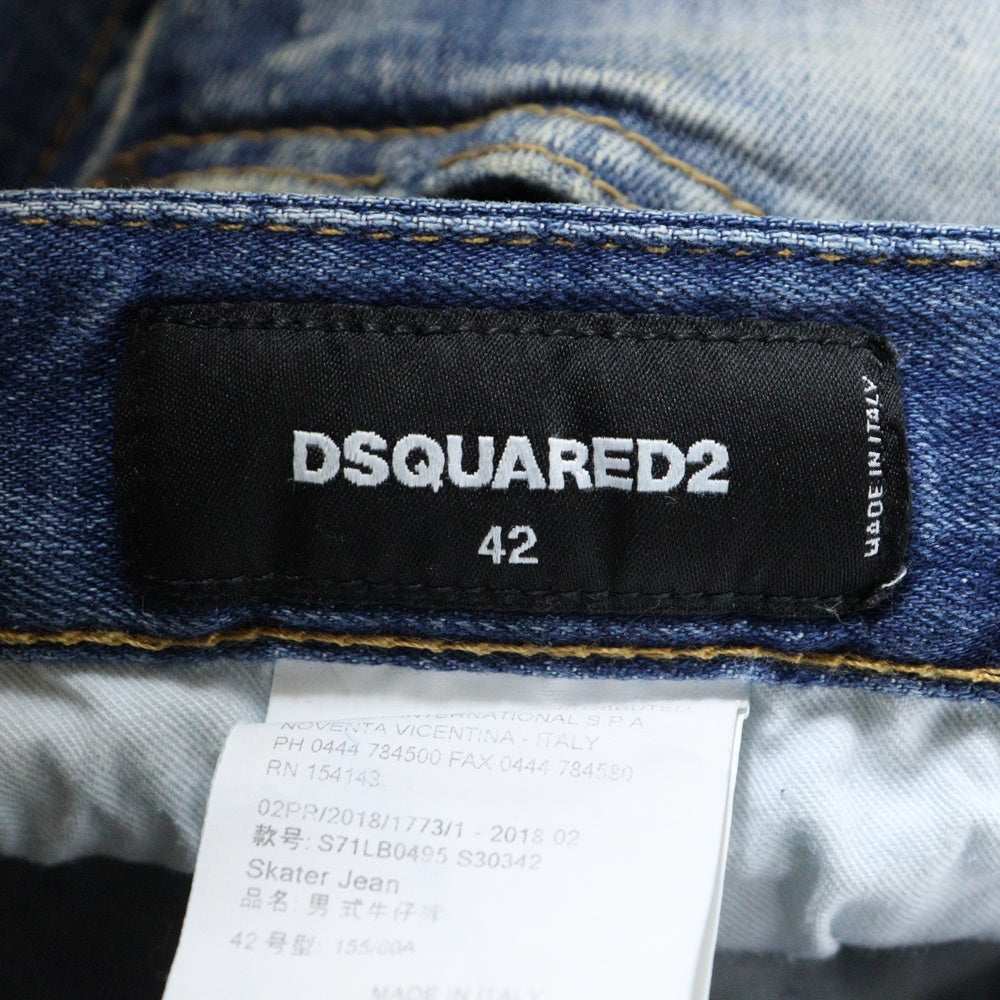 DSQUARED2
42
MADE IN ITALY
INTERNATIONAL S.P.A
NOVENTA VICENTINA - ITALY
PH 0444 784500 FAX 0444 784580
RN 154143
02PR/2018/1773/1 - 2018 02
款号: S71LB0495 S30342
Skater Jean
品名: 男式牛仔裤
42 号型: 155/60A
MADE IN ITALY